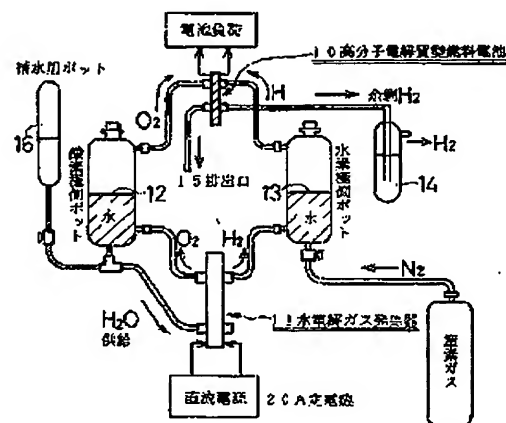 電池負荷
10高分子電解質型燃料電池
補水用ポット
O2
H
余剰H2
H2
16
15排出口
14
12
13
水
水
O2
H2
N2
H2O
供給
11水電解ガス発生器
窒素ガス
直流電源
20A定電流